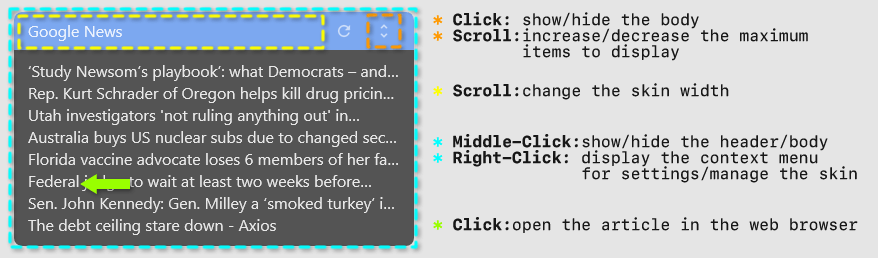 Google News
'Study Newsom's playbook': what Democrats – and...
Rep. Kurt Schrader of Oregon helps kill drug pricin...
Utah investigators 'not ruling anything out' in...
Australia buys US nuclear subs due to changed sec...
Florida vaccine advocate loses 6 members of her fa...
Federal to wait at least two weeks before...
Sen. John Kennedy: Gen. Milley a 'smoked turkey' i...
The debt ceiling stare down - Axios
* Click: show/hide the body
* Scroll:increase/decrease the maximum
items to display
* Scroll:change the skin width
* Middle-Click:show/hide the header/body
* Right-Click: display the context menu
for settings/manage the skin
* Click:open the article in the web browser